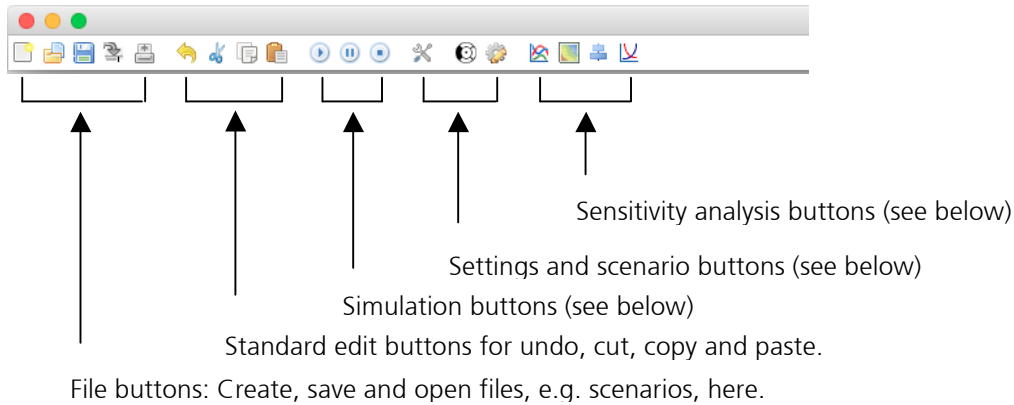 Sensitivity analysis buttons (see below)
Settings and scenario buttons (see below)
Simulation buttons (see below)
Standard edit buttons for undo, cut, copy and paste.
File buttons: Create, save and open files, e.g. scenarios, here.